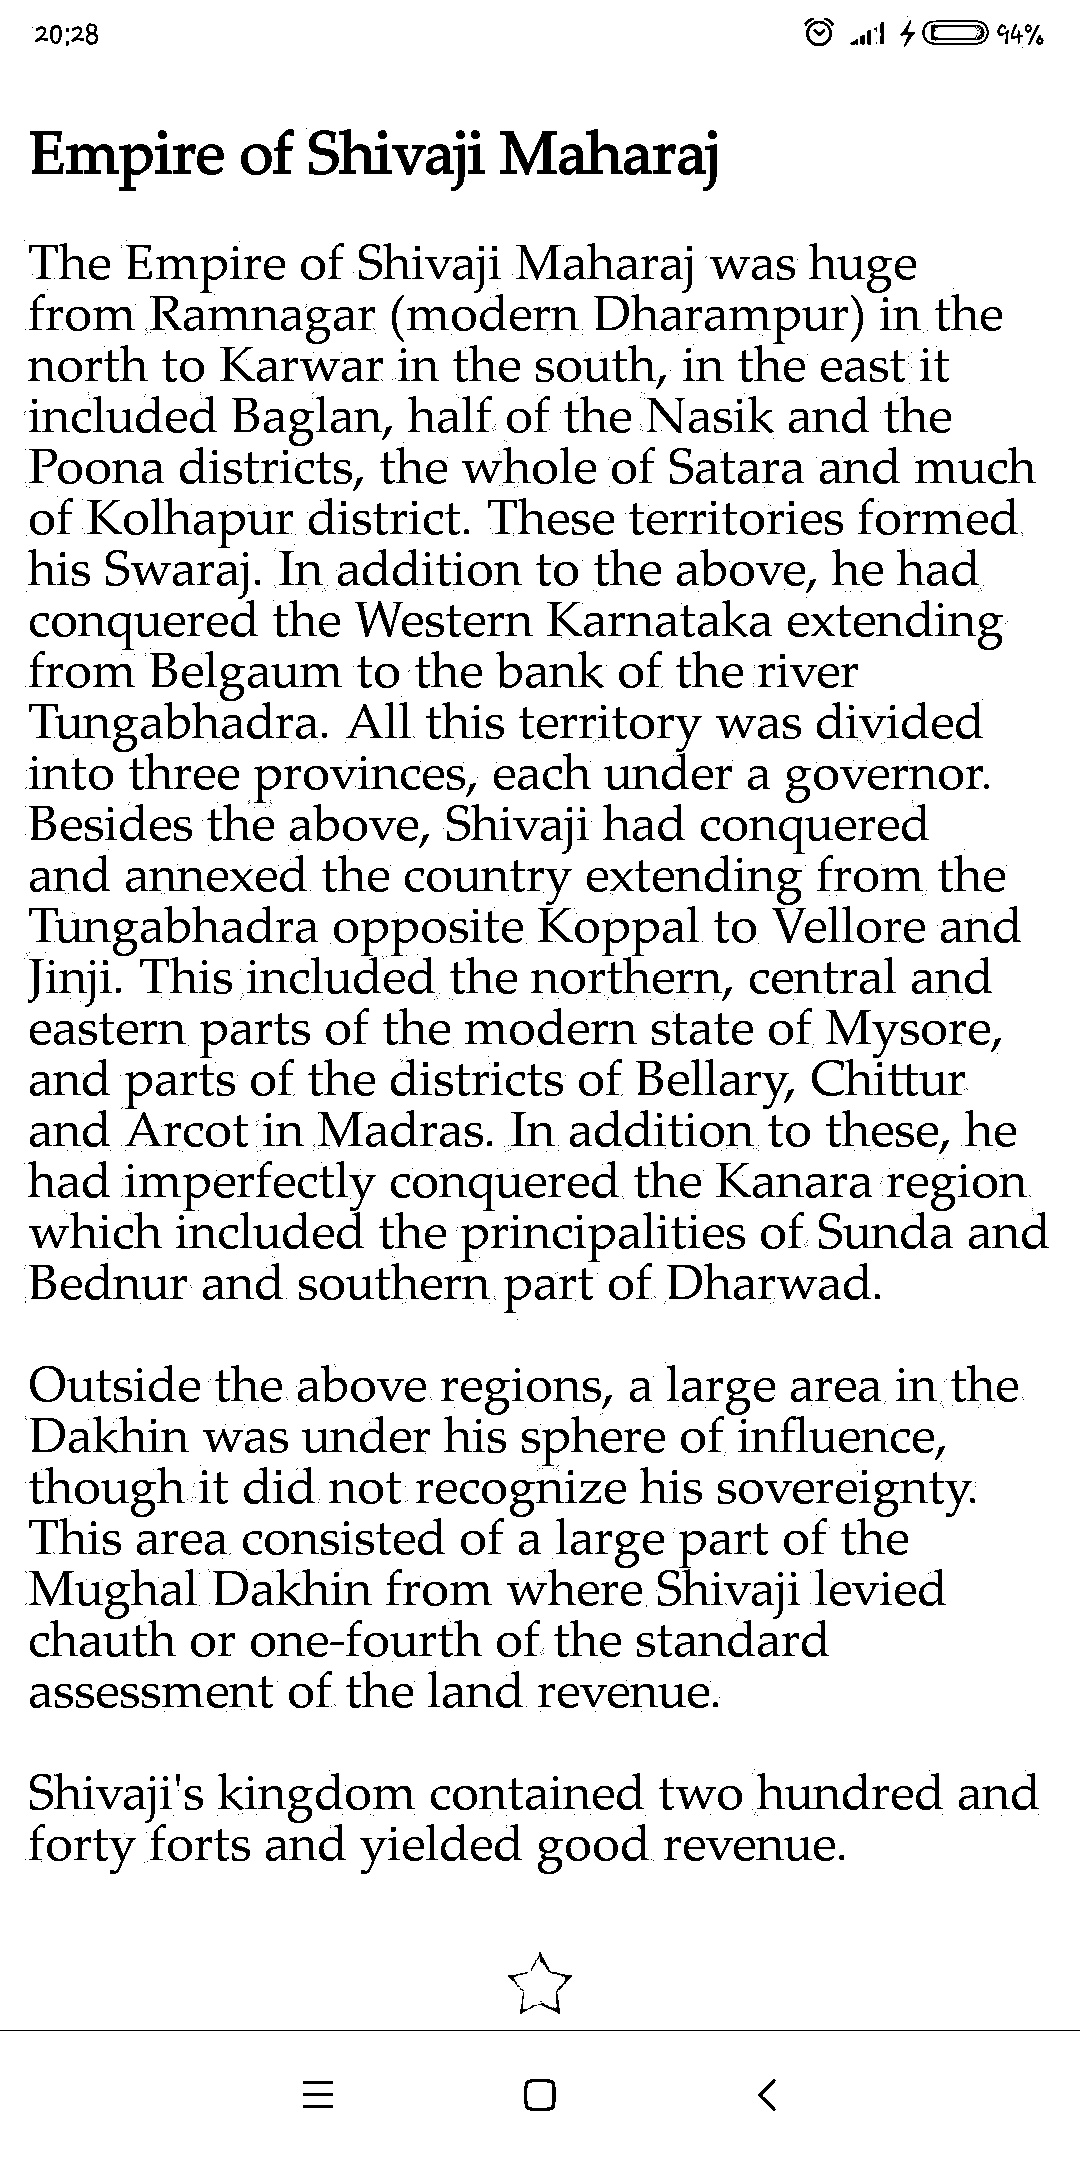 20:28
94%
Empire of Shivaji Maharaj
The Empire of Shivaji Maharaj was huge
from Ramnagar (modern Dharampur) in the
north to Karwar in the south, in the east it
included Baglan, half of the Nasik and the
Poona districts, the whole of Satara and much
of Kolhapur district. These territories formed
his Swaraj. In addition to the above, he had
conquered the Western Karnataka extending
from Belgaum to the bank of the river
Tungabhadra. All this territory was divided
into three provinces, each under a governor.
Besides the above, Shivaji had conquered
and annexed the country extending from the
Tungabhadra opposite Koppal to Vellore and
Jinji. This included the northern, central and
eastern parts of the modern state of Mysore,
and parts of the districts of Bellary, Chittur
and Arcot in Madras. In addition to these, he
had imperfectly conquered the Kanara region
which included the principalities of Sunda and
Bednur and southern part of Dharwad.
Outside the above regions, a large area in the
Dakhin was under his sphere of influence,
though it did not recognize his sovereignty.
This area consisted of a large part of the
Mughal Dakhin from where Shivaji levied
chauth or one-fourth of the standard
assessment of the land revenue.
Shivaji's kingdom contained two hundred and
forty forts and yielded good revenue.